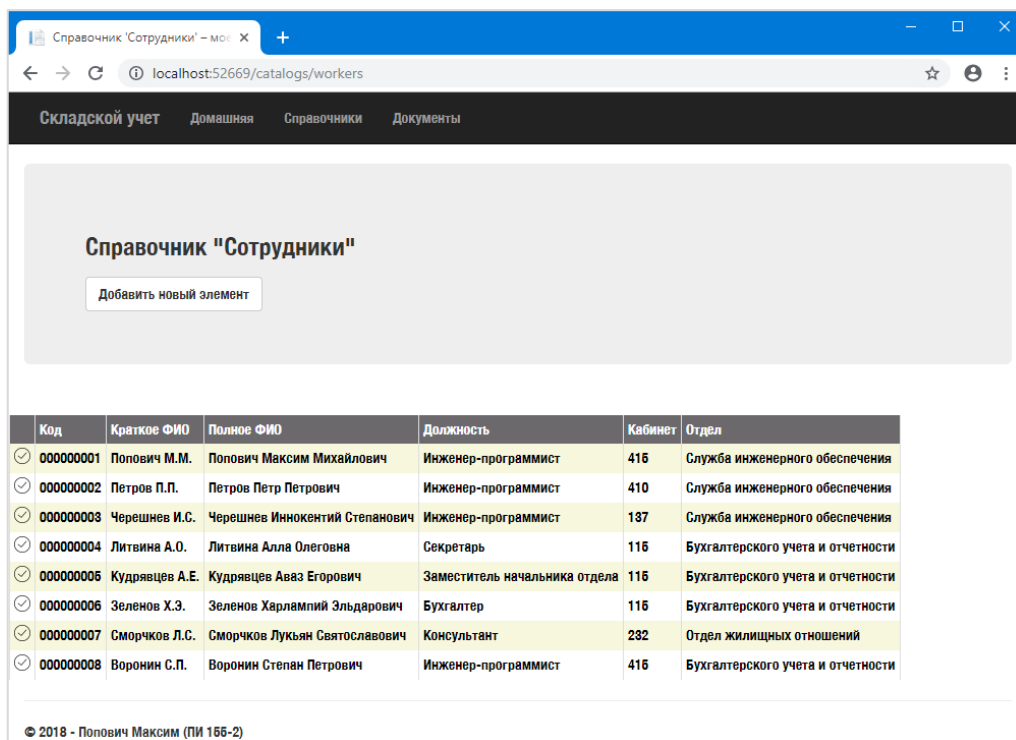 Справочник 'Сотрудники' – мое
localhost:52669/catalogs/workers
Складской учет Домашняя Справочники Документы
Справочник "Сотрудники"
Добавить новый элемент
Код Краткое ФИО Полное ФИО Должность Кабинет Отдел
000000001 Попович М.М. Попович Максим Михайлович Инженер-программист 415 Служба инженерного обеспечения
000000002 Петров П.П. Петров Петр Петрович Инженер-программист 410 Служба инженерного обеспечения
000000003 Черешнев И.С. Черешнев Иннокентий Степанович Инженер-программист 137 Служба инженерного обеспечения
000000004 Литвина А.О. Литвина Алла Олеговна Секретарь 115 Бухгалтерского учета и отчетности
000000005 Кудрявцев А.Е. Кудрявцев Аваз Егорович Заместитель начальника отдела 115 Бухгалтерского учета и отчетности
000000006 Зеленов Х.Э. Зеленов Харлампий Эльдарович Бухгалтер 115 Бухгалтерского учета и отчетности
000000007 Сморчков Л.С. Сморчков Лукьян Святославович Консультант 232 Отдел жилищных отношений
000000008 Воронин С.П. Воронин Степан Петрович Инженер-программист 415 Бухгалтерского учета и отчетности
© 2018 - Попович Максим (ПИ 155-2)